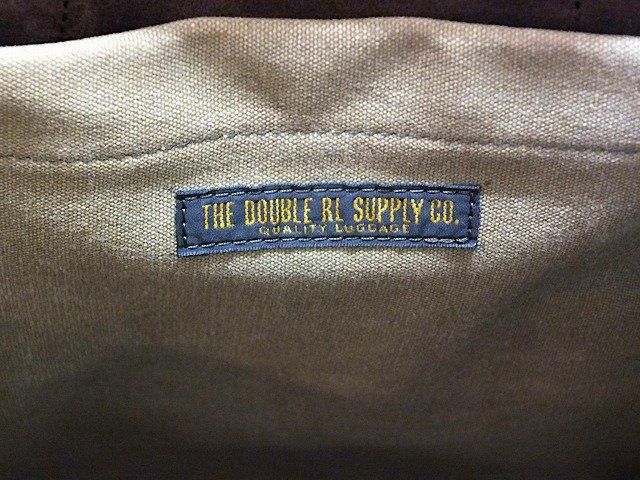 THE DOUBLE RL SUPPLY CO.
QUALITY LUGGAGE